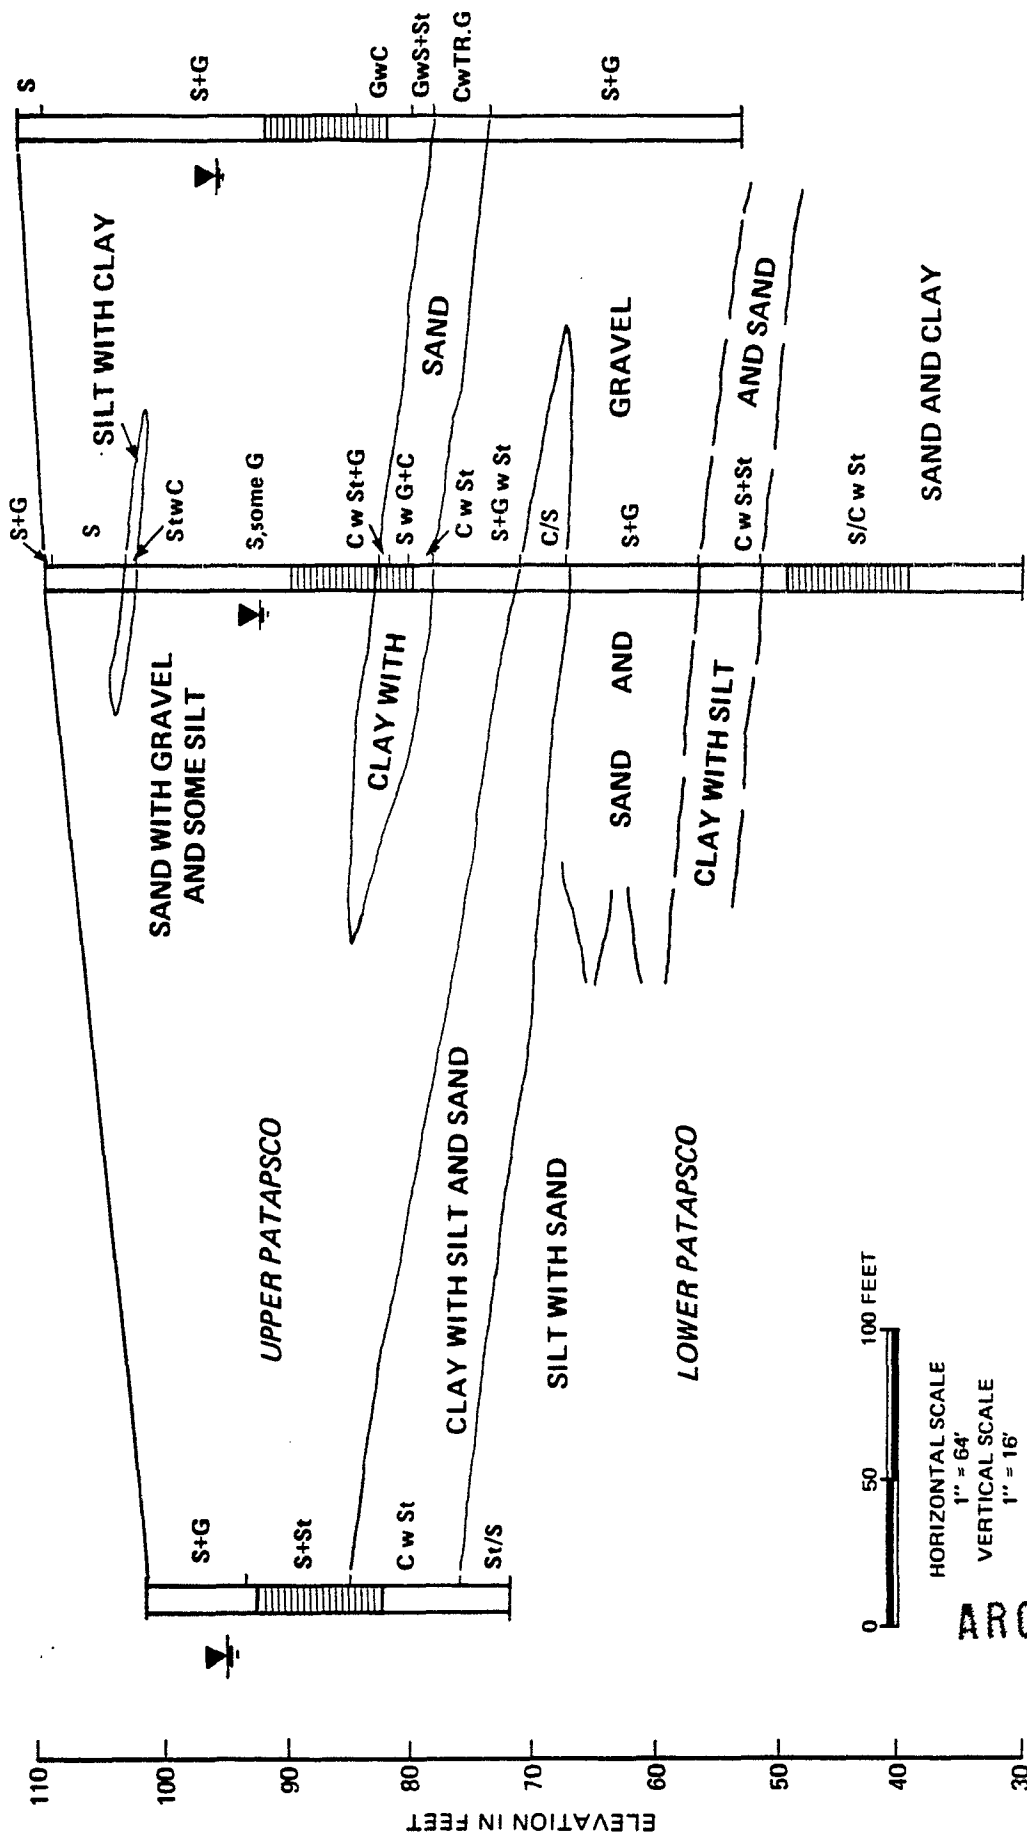 ELEVATION IN FEET
110
100
90
80
70
60
50
40
30
S+G
S+St
C w St
St/S
UPPER PATAPSCO
CLAY WITH SILT AND SAND
SILT WITH SAND
LOWER PATAPSCO
SAND WITH GRAVEL
AND SOME SILT
CLAY WITH SAND
SAND AND GRAVEL
CLAY WITH SILT AND SAND
SAND AND CLAY
SILT WITH CLAY
S+G
S
StwC
S,some G
C w St+G
S w G+C
C w St
S+G w St
C/S
S+G
C w S+St
S/C w St
S
S+G
GwC
GwS+St
CwTR.G
S+G
0 50 100 FEET
HORIZONTAL SCALE
1" = 64'
VERTICAL SCALE
1" = 16'